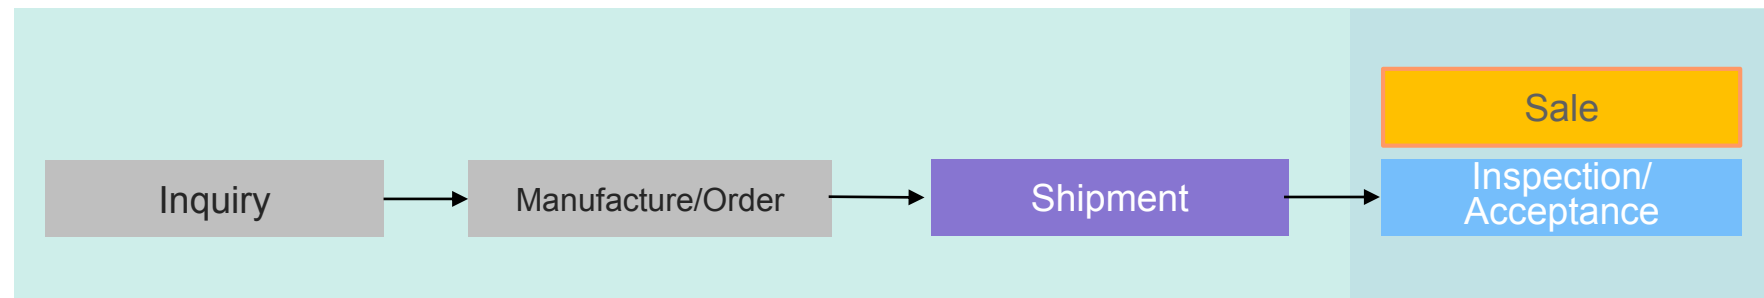 Sale
Inquiry
Manufacture/Order
Shipment
Inspection/
Acceptance